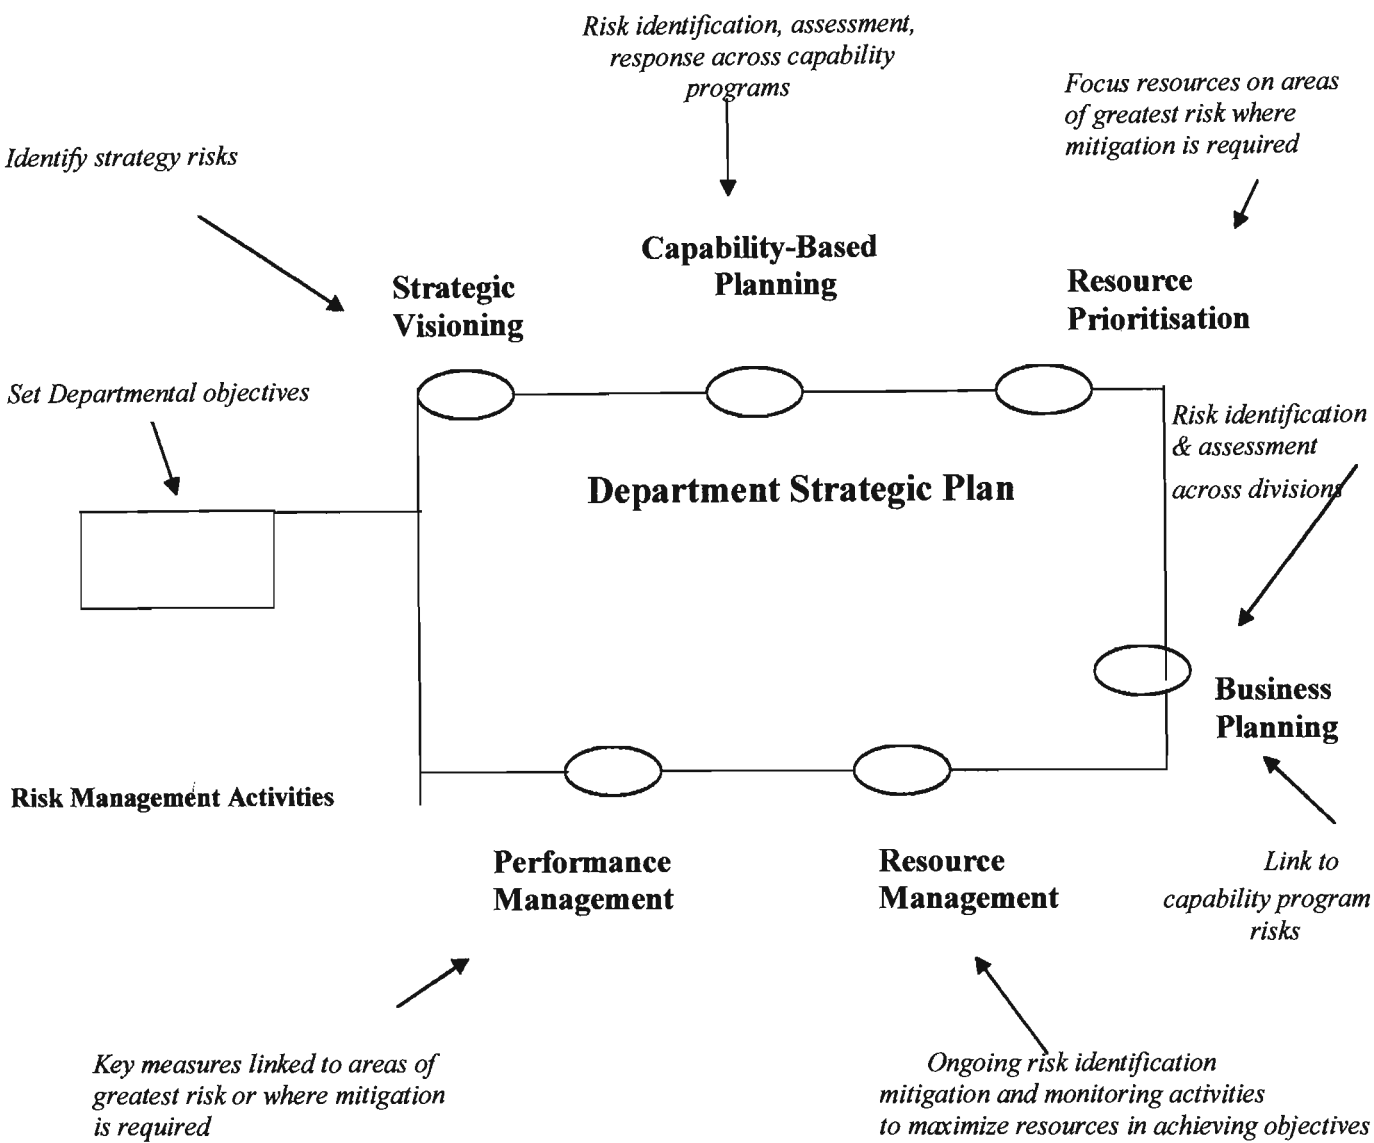 Risk identification, assessment,
response across capability
programs
Focus resources on areas
of greatest risk where
mitigation is required
Identify strategy risks
Capability-Based
Planning
Strategic
Visioning
Resource
Prioritisation
Set Departmental objectives
Risk identification
& assessment
across divisions
Department Strategic Plan
Business
Planning
Risk Management Activities
Performance
Management
Resource
Management
Link to
capability program
risks
Key measures linked to areas of
greatest risk or where mitigation
is required
Ongoing risk identification
mitigation and monitoring activities
to maximize resources in achieving objectives